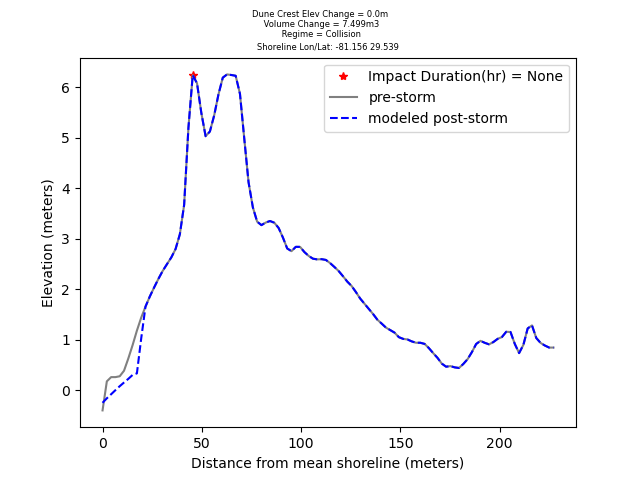 Dune Crest Elev Change = 0.0m
Volume Change = 7.499m3
Regime = Collision
Shoreline Lon/Lat: -81.156 29.539
Impact Duration(hr) = None
pre-storm
modeled post-storm
Elevation (meters)
6
5
4
3
2
1
0
0 50 100 150 200
Distance from mean shoreline (meters)